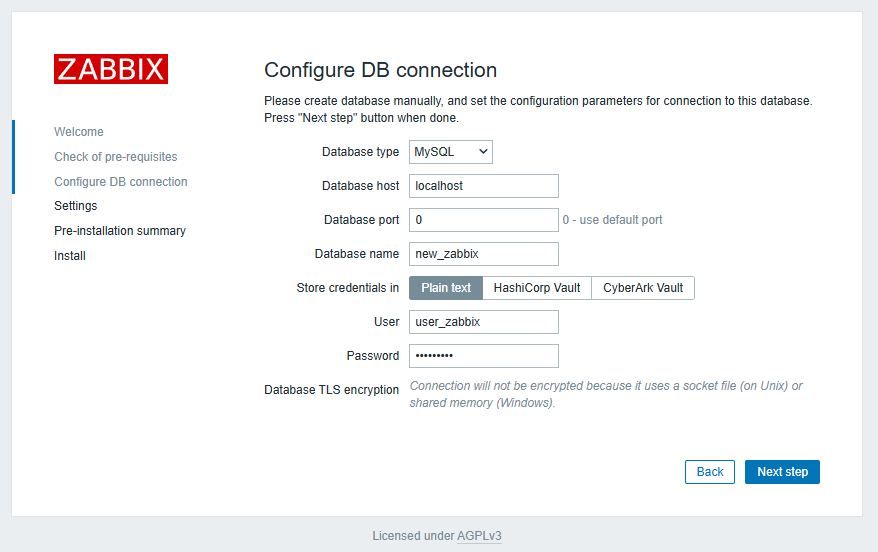 ZABBIX
Welcome
Check of pre-requisites
Configure DB connection
Settings
Pre-installation summary
Install
Configure DB connection
Please create database manually, and set the configuration parameters for connection to this database.
Press "Next step" button when done.
Database type MySQL
Database host localhost
Database port 0 0 - use default port
Database name new_zabbix
Store credentials in Plain text HashiCorp Vault CyberArk Vault
User user_zabbix
Password •••••••••
Database TLS encryption Connection will not be encrypted because it uses a socket file (on Unix) or
shared memory (Windows).
Back Next step
Licensed under AGPLv3